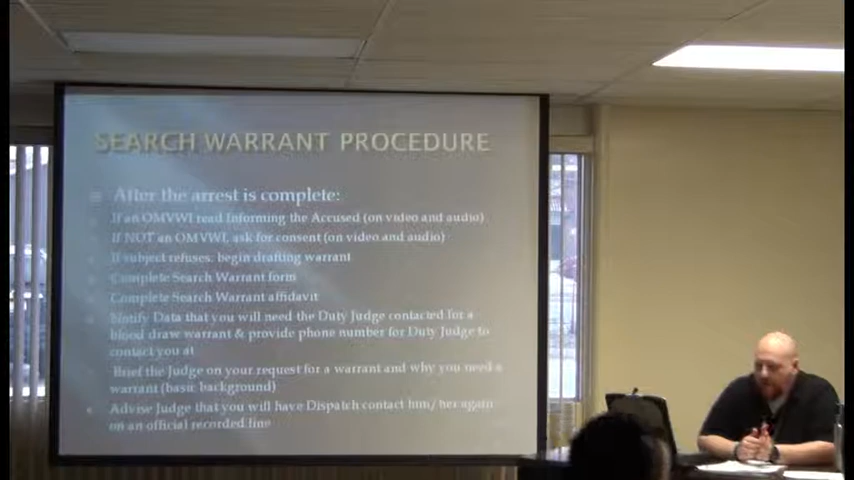 SEARCH WARRANT PROCEDURE
After the arrest is complete:
If an OMVWI read Informing the Accused (on video and audio)
If NOT an OMVWI, ask for consent (on video and audio)
If subject refuses: begin drafting warrant
Complete Search Warrant form
Complete Search Warrant affidavit
Notify Data that you will need the Duty Judge contacted for a
blood draw warrant & provide phone number for Duty Judge to
contact you at
Brief the Judge on your request for a warrant and why you need a
warrant (basic background)
Advise Judge that you will have Dispatch contact him/her again
on an official recorded line